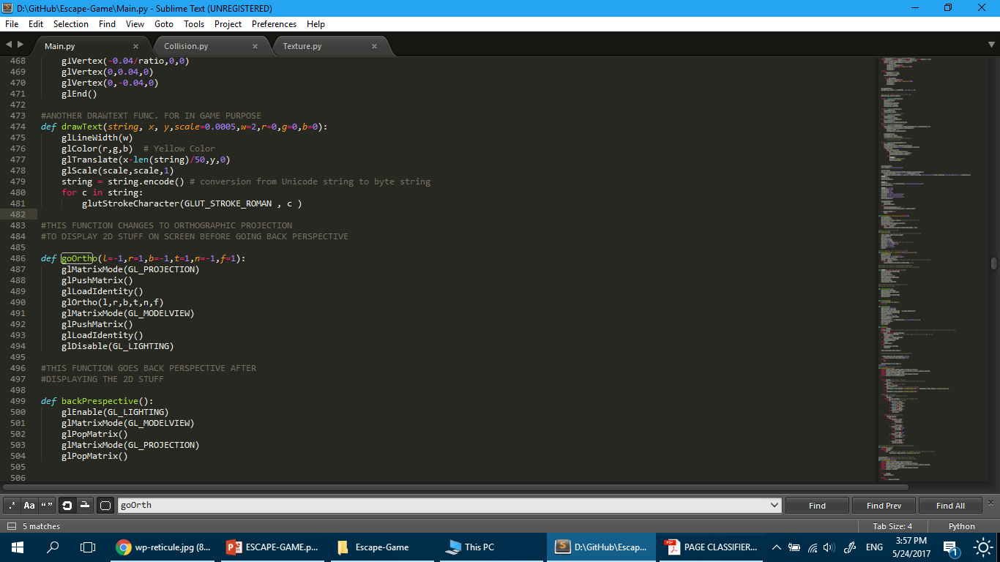 D:\GitHub\Escape-Game\Main.py - Sublime Text (UNREGISTERED)
File Edit Selection Find View Goto Tools Project Preferences Help
Main.py × Collision.py × Texture.py ×
468 glVertex(-0.04/ratio,0,0)
469 glVertex(0,0.04,0)
470 glVertex(0,-0.04,0)
471 glEnd()
472
473 #ANOTHER DRAWTEXT FUNC. FOR IN GAME PURPOSE
474 def drawText(string, x, y,scale=0.0005,w=2,r=0,g=0,b=0):
475 glLineWidth(w)
476 glColor(r,g,b)  # Yellow Color
477 glTranslate(x-len(string)/50,y,0)
478 glScale(scale,scale,1)
479 string = string.encode() # conversion from Unicode string to byte string
480 for c in string:
481 glutStrokeCharacter(GLUT_STROKE_ROMAN , c )
482
483 #THIS FUNCTION CHANGES TO ORTHOGRAPHIC PROJECTION
484 #TO DISPLAY 2D STUFF ON SCREEN BEFORE GOING BACK PERSPECTIVE
485
486 def goOrtho(l=-1,r=1,b=-1,t=1,n=-1,f=1):
487 glMatrixMode(GL_PROJECTION)
488 glPushMatrix()
489 glLoadIdentity()
490 glOrtho(l,r,b,t,n,f)
491 glMatrixMode(GL_MODELVIEW)
492 glPushMatrix()
493 glLoadIdentity()
494 glDisable(GL_LIGHTING)
495
496 #THIS FUNCTION GOES BACK PERSPECTIVE AFTER
497 #DISPLAYING THE 2D STUFF
498
499 def backPrespective():
500 glEnable(GL_LIGHTING)
501 glMatrixMode(GL_MODELVIEW)
502 glPopMatrix()
503 glMatrixMode(GL_PROJECTION)
504 glPopMatrix()
505
506
.* Aa “” goOrth Find Find Prev Find All
5 matches Tab Size: 4 Python
wp-reticule.jpg (8... ESCAPE-GAME.p... Escape-Game This PC D:\GitHub\Escap... PAGE CLASSIFIER... ENG 3:57 PM
5/24/2017 1